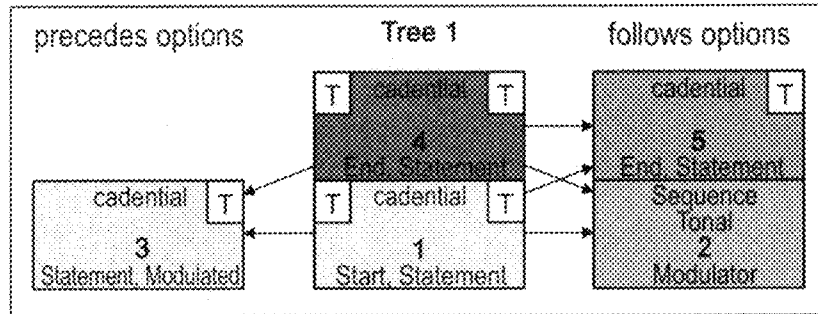 precedes options
Tree 1
follows options
T
cadential
T
4
End, Statement
cadential
T
5
End, Statement
cadential
T
3
Statement, Modulated
T
cadential
T
1
Start, Statement
Sequence
Tonal
2
Modulator